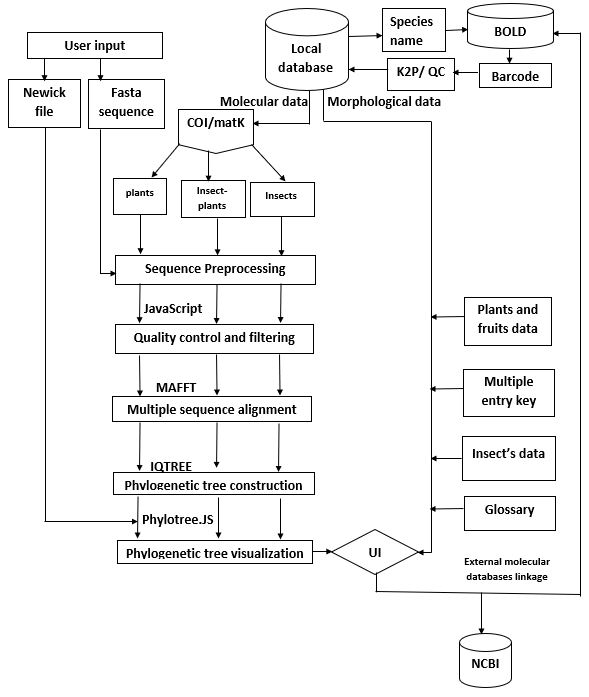 User input
Newick
file
Fasta
sequence
Local
database
Species
name
BOLD
K2P/ QC
Barcode
Molecular data
Morphological data
COI/matK
plants
Insect-
plants
Insects
Sequence Preprocessing
JavaScript
Quality control and filtering
MAFFT
Multiple sequence alignment
IQTREE
Phylogenetic tree construction
Phylotree.JS
Phylogenetic tree visualization
UI
Plants and
fruits data
Multiple
entry key
Insect's data
Glossary
External molecular
databases linkage
NCBI